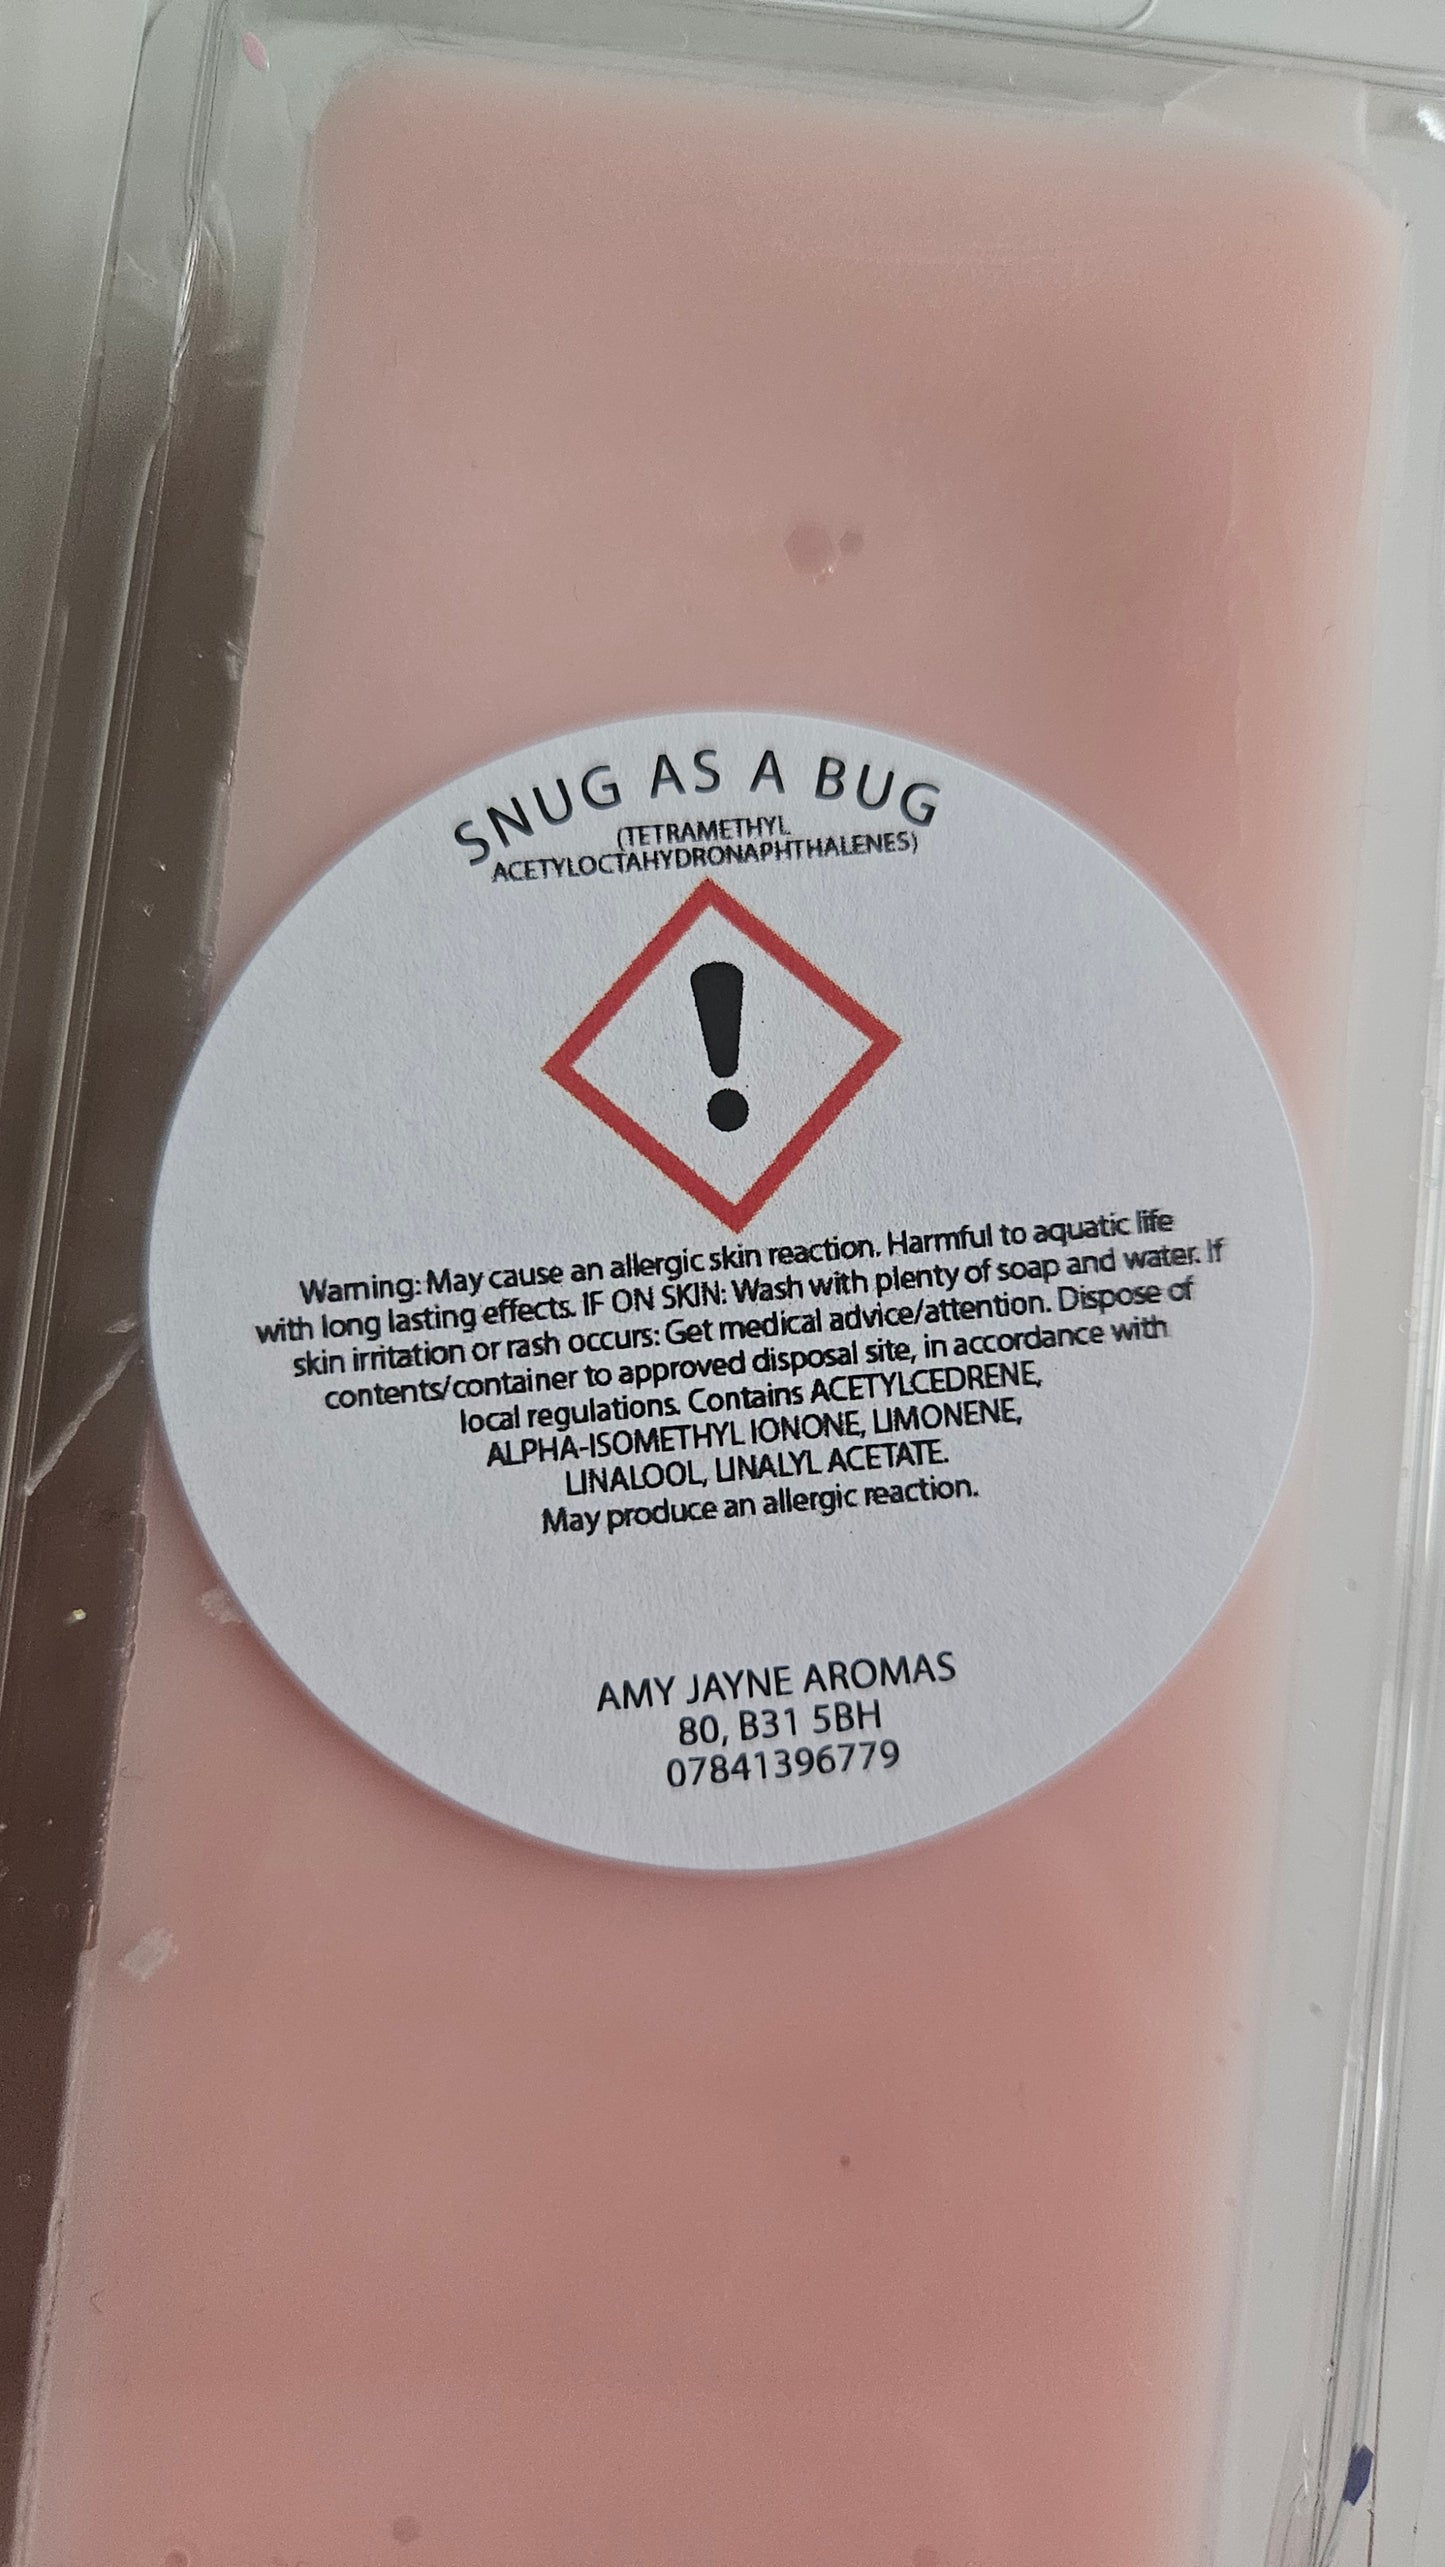 SNUG AS A BUG
(TETRAMETHYL
ACETYLOCTAHYDRONAPHTHALENES)
Warning: May cause an allergic skin reaction. Harmful to aquatic life
with long lasting effects. IF ON SKIN: Wash with plenty of soap and water. If
skin irritation or rash occurs: Get medical advice/attention. Dispose of
contents/container to approved disposal site, in accordance with
local regulations. Contains ACETYLCEDRENE,
ALPHA-ISOMETHYL IONONE, LIMONENE,
LINALOOL, LINALYL ACETATE.
May produce an allergic reaction.
AMY JAYNE AROMAS
80, B31 5BH
07841396779